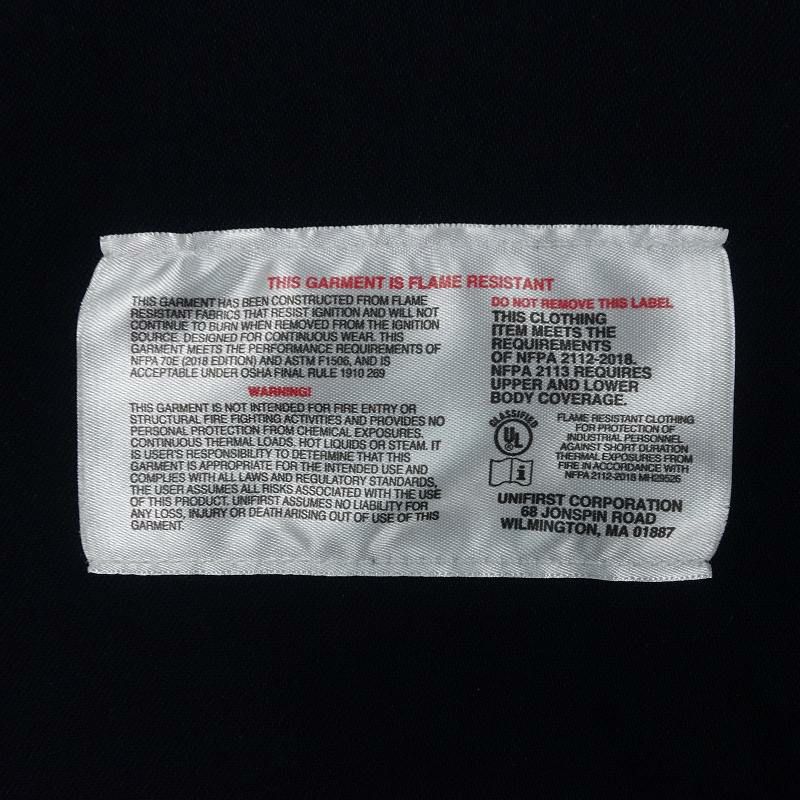 THIS GARMENT IS FLAME RESISTANT
THIS GARMENT HAS BEEN CONSTRUCTED FROM FLAME
RESISTANT FABRICS THAT RESIST IGNITION AND WILL NOT
CONTINUE TO BURN WHEN REMOVED FROM THE IGNITION
SOURCE. DESIGNED FOR CONTINUOUS WEAR. THIS
GARMENT MEETS THE PERFORMANCE REQUIREMENTS OF
NFPA 70E (2018 EDITION) AND ASTM F1506, AND IS
ACCEPTABLE UNDER OSHA FINAL RULE 1910 269
WARNING!
THIS GARMENT IS NOT INTENDED FOR FIRE ENTRY OR
STRUCTURAL FIRE FIGHTING ACTIVITIES AND PROVIDES NO
PERSONAL PROTECTION FROM CHEMICAL EXPOSURES,
CONTINUOUS THERMAL LOADS. HOT LIQUIDS OR STEAM. IT
IS USER'S RESPONSIBILITY TO DETERMINE THAT THIS
GARMENT IS APPROPRIATE FOR THE INTENDED USE AND
COMPLIES WITH ALL LAWS AND REGULATORY STANDARDS,
THE USER ASSUMES ALL RISKS ASSOCIATED WITH THE USE
OF THIS PRODUCT. UNIFIRST ASSUMES NO LIABILITY FOR
ANY LOSS, INJURY OR DEATH ARISING OUT OF USE OF THIS
GARMENT.
DO NOT REMOVE THIS LABEL
THIS CLOTHING
ITEM MEETS THE
REQUIREMENTS
OF NFPA 2112-2018.
NFPA 2113 REQUIRES
UPPER AND LOWER
BODY COVERAGE.
CLASSIFIED
UL
i
FLAME RESISTANT CLOTHING
FOR PROTECTION OF
INDUSTRIAL PERSONNEL
AGAINST SHORT DURATION
THERMAL EXPOSURES FROM
FIRE IN ACCORDANCE WITH
NFPA 2112-2018 MH29526
UNIFIRST CORPORATION
68 JONSPIN ROAD
WILMINGTON, MA 01887